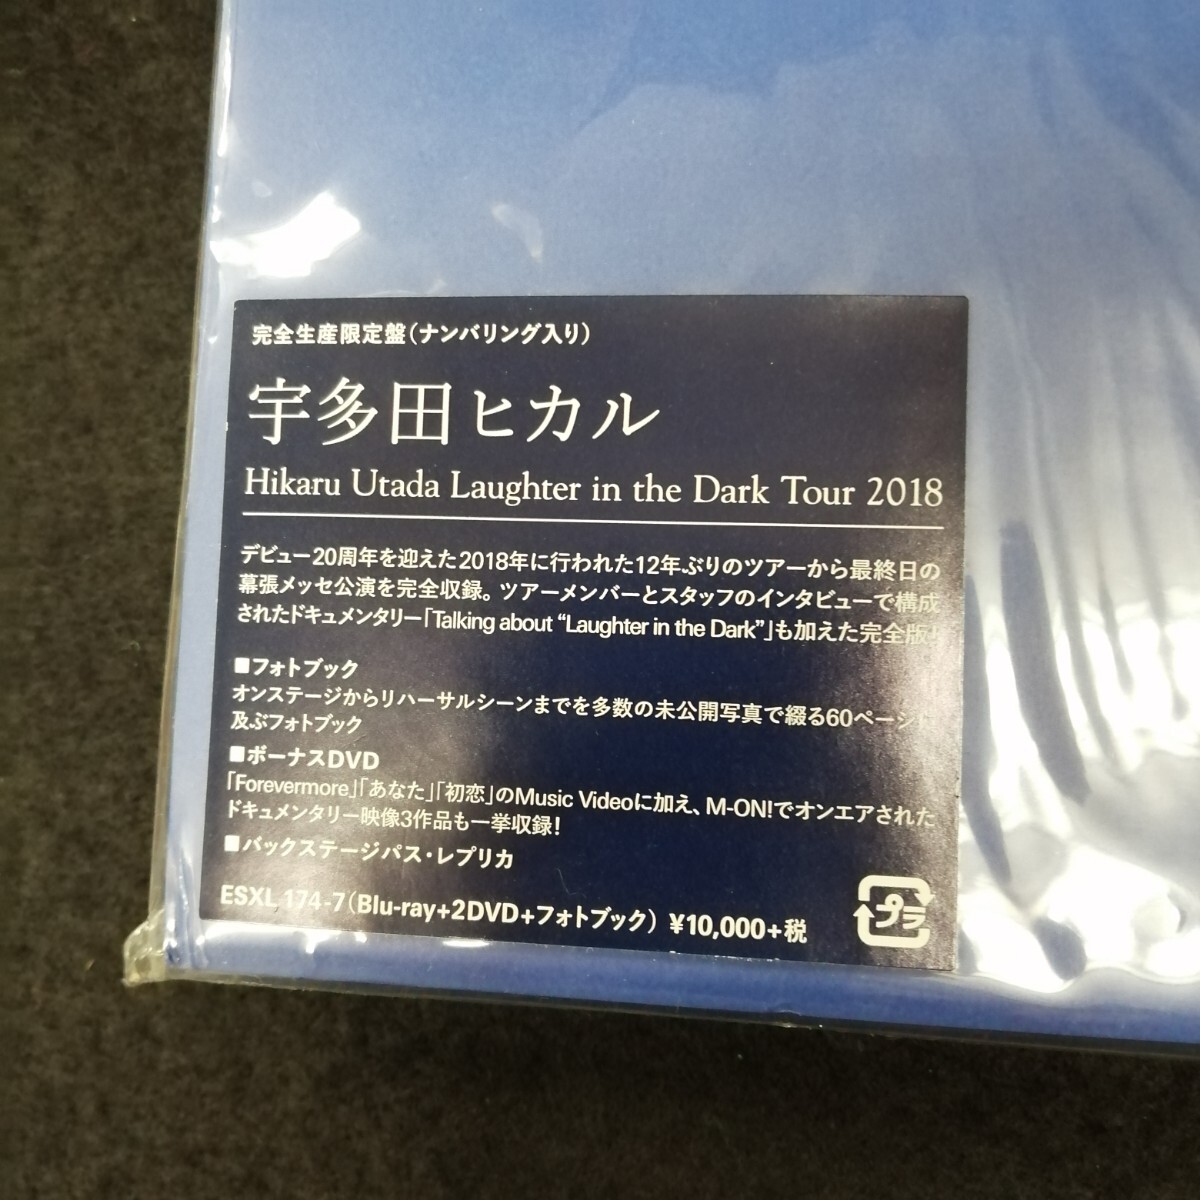 完全生産限定盤(ナンバリング入り)
宇多田ヒカル
Hikaru Utada Laughter in the Dark Tour 2018
デビュー20周年を迎えた2018年に行われた12年ぶりのツアーから最終日の
幕張メッセ公演を完全収録。ツアーメンバーとスタッフのインタビューで構成
されたドキュメンタリー「Talking about “Laughter in the Dark”」も加えた完全版!
■フォトブック
オンステージからリハーサルシーンまでを多数の未公開写真で綴る60ページに
及ぶフォトブック
■ボーナスDVD
「Forevermore」「あなた」「初恋」のMusic Videoに加え、M-ON!でオンエアされた
ドキュメンタリー映像3作品も一挙収録!
■バックステージパス・レプリカ
ESXL 174-7(Blu-ray+2DVD+フォトブック) ¥10,000+税
プラ